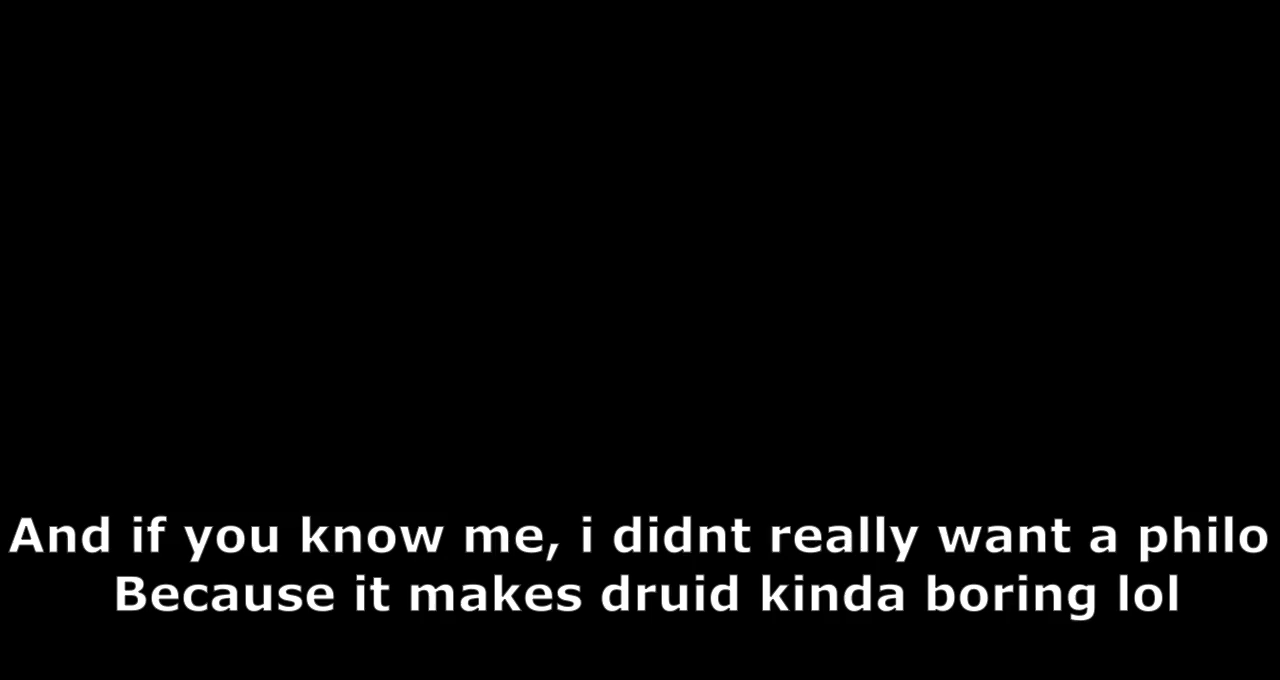 And if you know me, i didnt really want a philo
Because it makes druid kinda boring lol